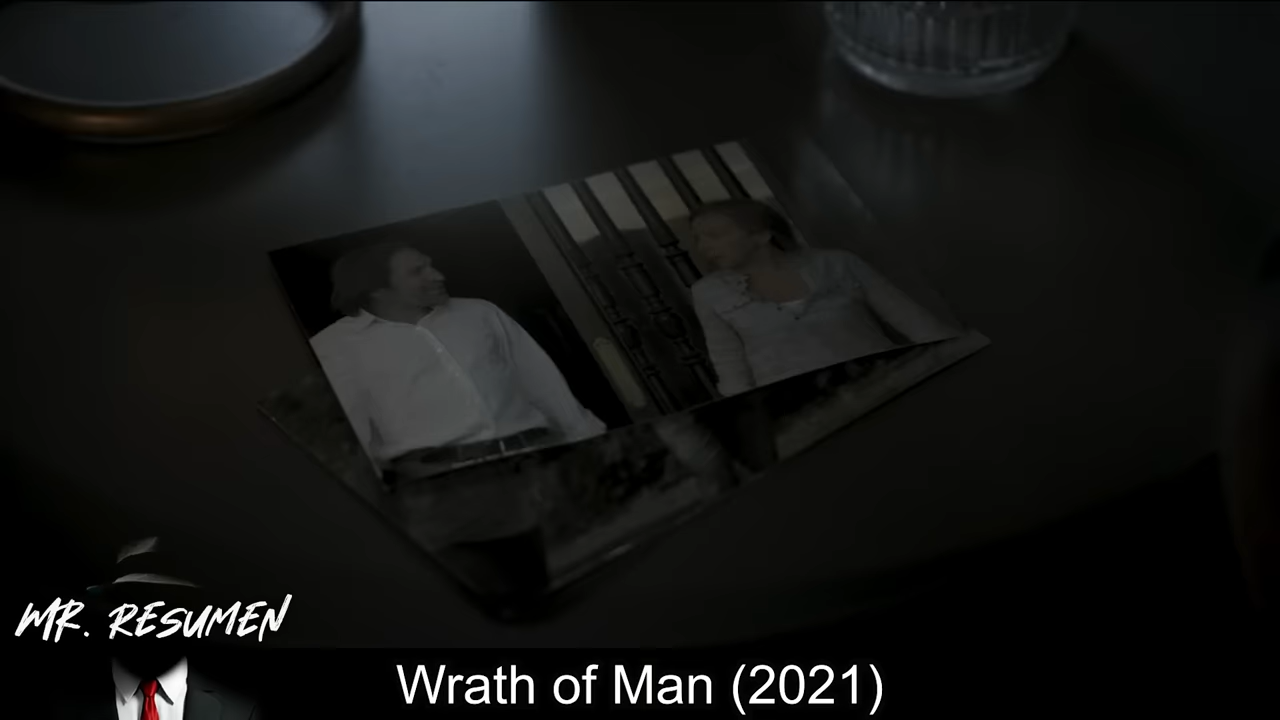 MR. RESUMEN
Wrath of Man (2021)